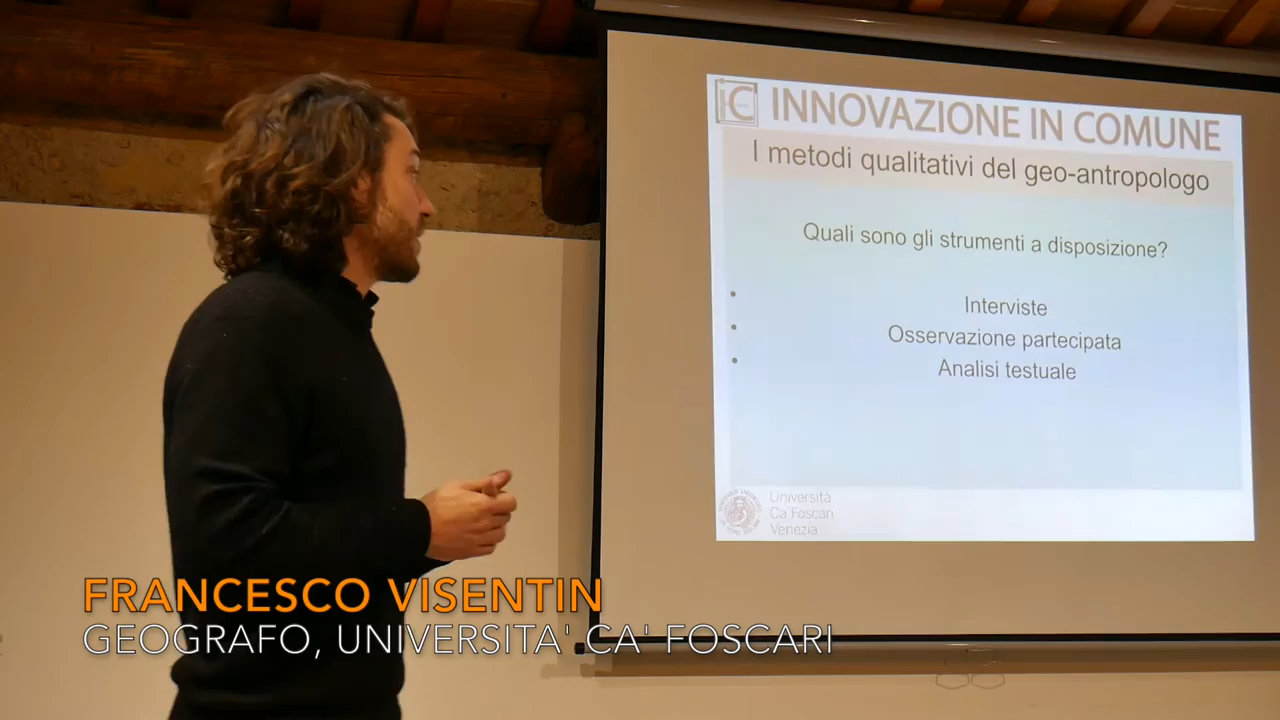 iC INNOVAZIONE IN COMUNE
I metodi qualitativi del geo-antropologo
Quali sono gli strumenti a disposizione?
• Interviste
• Osservazione partecipata
• Analisi testuale
Università
Ca' Foscari
Venezia
FRANCESCO VISENTIN
GEOGRAFO, UNIVERSITA' CA' FOSCARI